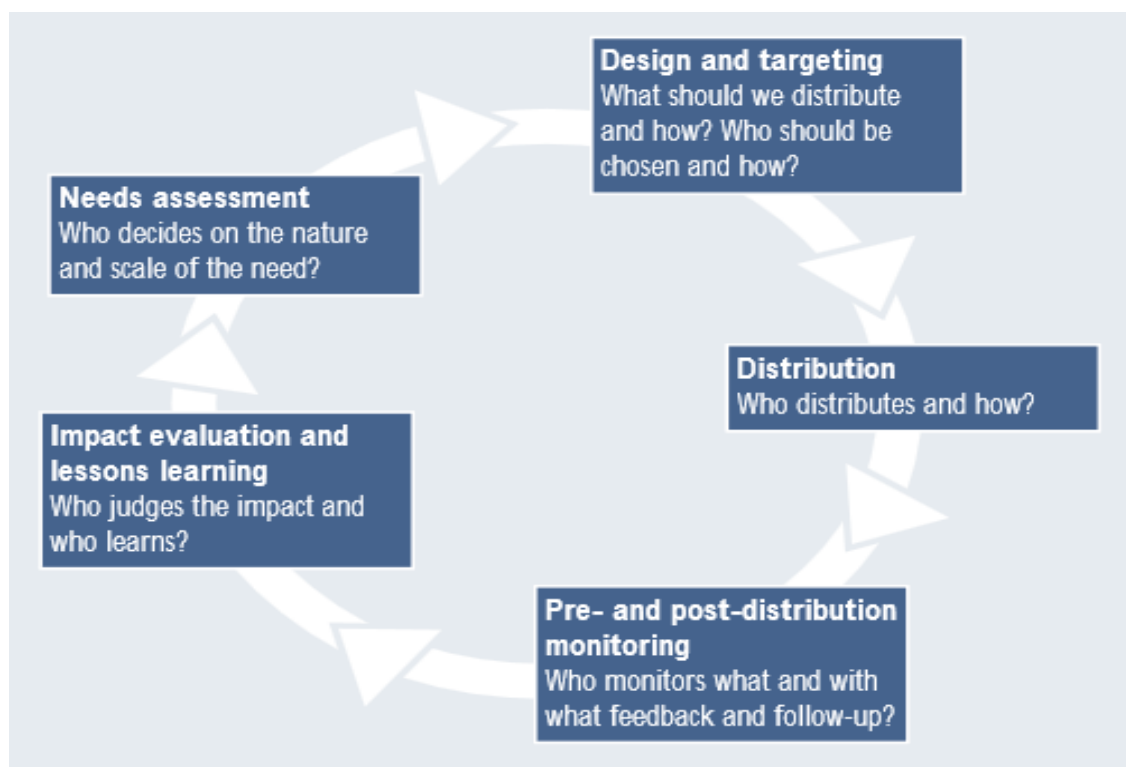 Design and targeting
What should we distribute
and how? Who should be
chosen and how?
Needs assessment
Who decides on the nature
and scale of the need?
Distribution
Who distributes and how?
Impact evaluation and
lessons learning
Who judges the impact and
who learns?
Pre- and post-distribution
monitoring
Who monitors what and with
what feedback and follow-up?